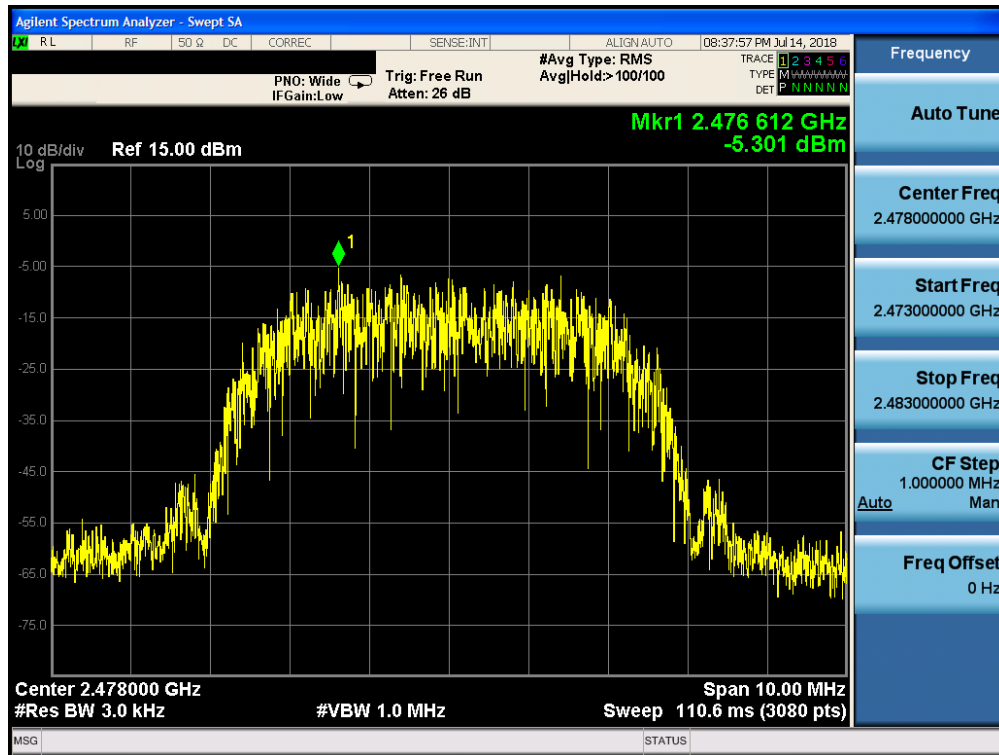 Agilent Spectrum Analyzer - Swept SA
LXI RL RF 50 Ω DC CORREC SENSE:INT ALIGN AUTO 08:37:57 PM Jul 14, 2018
PNO: Wide Trig: Free Run #Avg Type: RMS TRACE 1 2 3 4 5 6
IFGain:Low Atten: 26 dB Avg|Hold:> 100/100 TYPE M WWWWW
DET P N N N N N
Mkr1 2.476 612 GHz
-5.301 dBm
10 dB/div Ref 15.00 dBm
Log
1
5.00
-5.00
-15.0
-25.0
-35.0
-45.0
-55.0
-65.0
-75.0
Center 2.478000 GHz Span 10.00 MHz
#Res BW 3.0 kHz #VBW 1.0 MHz Sweep 110.6 ms (3080 pts)
MSG STATUS
Frequency
Auto Tune
Center Freq
2.478000000 GHz
Start Freq
2.473000000 GHz
Stop Freq
2.483000000 GHz
CF Step
1.000000 MHz
Auto Man
Freq Offset
0 Hz